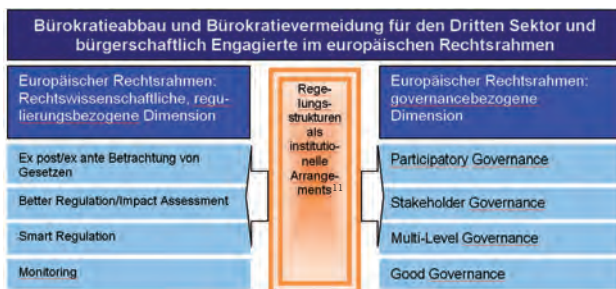 Bürokratieabbau und Bürokratievermeidung für den Dritten Sektor und
bürgerschaftlich Engagierte im europäischen Rechtsrahmen
Europäischer Rechtsrahmen:
Rechtswissenschaftliche, regu-
lierungsbezogene Dimension
Ex post/ex ante Betrachtung von
Gesetzen
Better Regulation/Impact Assessment
Smart Regulation
Monitoring
Rege-
lungs-
strukturen
als
institutio-
nelle
Arrange-
ments11
Europäischer Rechtsrahmen:
governancebezogene
Dimension
Participatory Governance
Stakeholder Governance
Multi-Level Governance
Good Governance